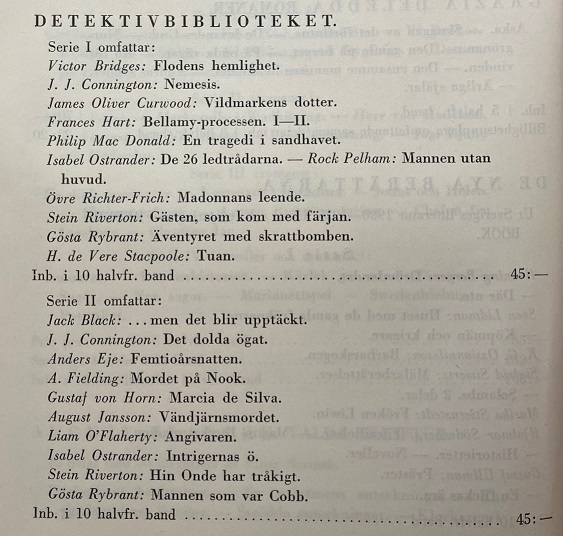 DETEKTIVBIBLIOTEKET.
Serie I omfattar:
Victor Bridges: Flodens hemlighet.
J. J. Connington: Nemesis.
James Oliver Curwood: Vildmarkens dotter.
Frances Hart: Bellamy-processen. I—II.
Philip Mac Donald: En tragedi i sandhavet.
Isabel Ostrander: De 26 ledtrådarna. — Rock Pelham: Mannen utan
huvud.
Övre Richter-Frich: Madonnans leende.
Stein Riverton: Gästen, som kom med färjan.
Gösta Rybrant: Äventyret med skrattbomben.
H. de Vere Stacpoole: Tuan.
Inb. i 10 halvfr. band ........................................ 45:—
Serie II omfattar:
Jack Black: ...men det blir upptäckt.
J. J. Connington: Det dolda ögat.
Anders Eje: Femtioårsnatten.
A. Fielding: Mordet på Nook.
Gustaf von Horn: Marcia de Silva.
August Jansson: Vändjärnsmordet.
Liam O'Flaherty: Angivaren.
Isabel Ostrander: Intrigernas ö.
Stein Riverton: Hin Onde har tråkigt.
Gösta Rybrant: Mannen som var Cobb.
Inb. i 10 halvfr. band ........................................ 45:—